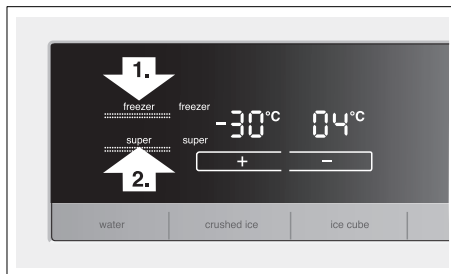 1.
freezer freezer
-30°C 04°C
super super
+ −
2.
water crushed ice ice cube